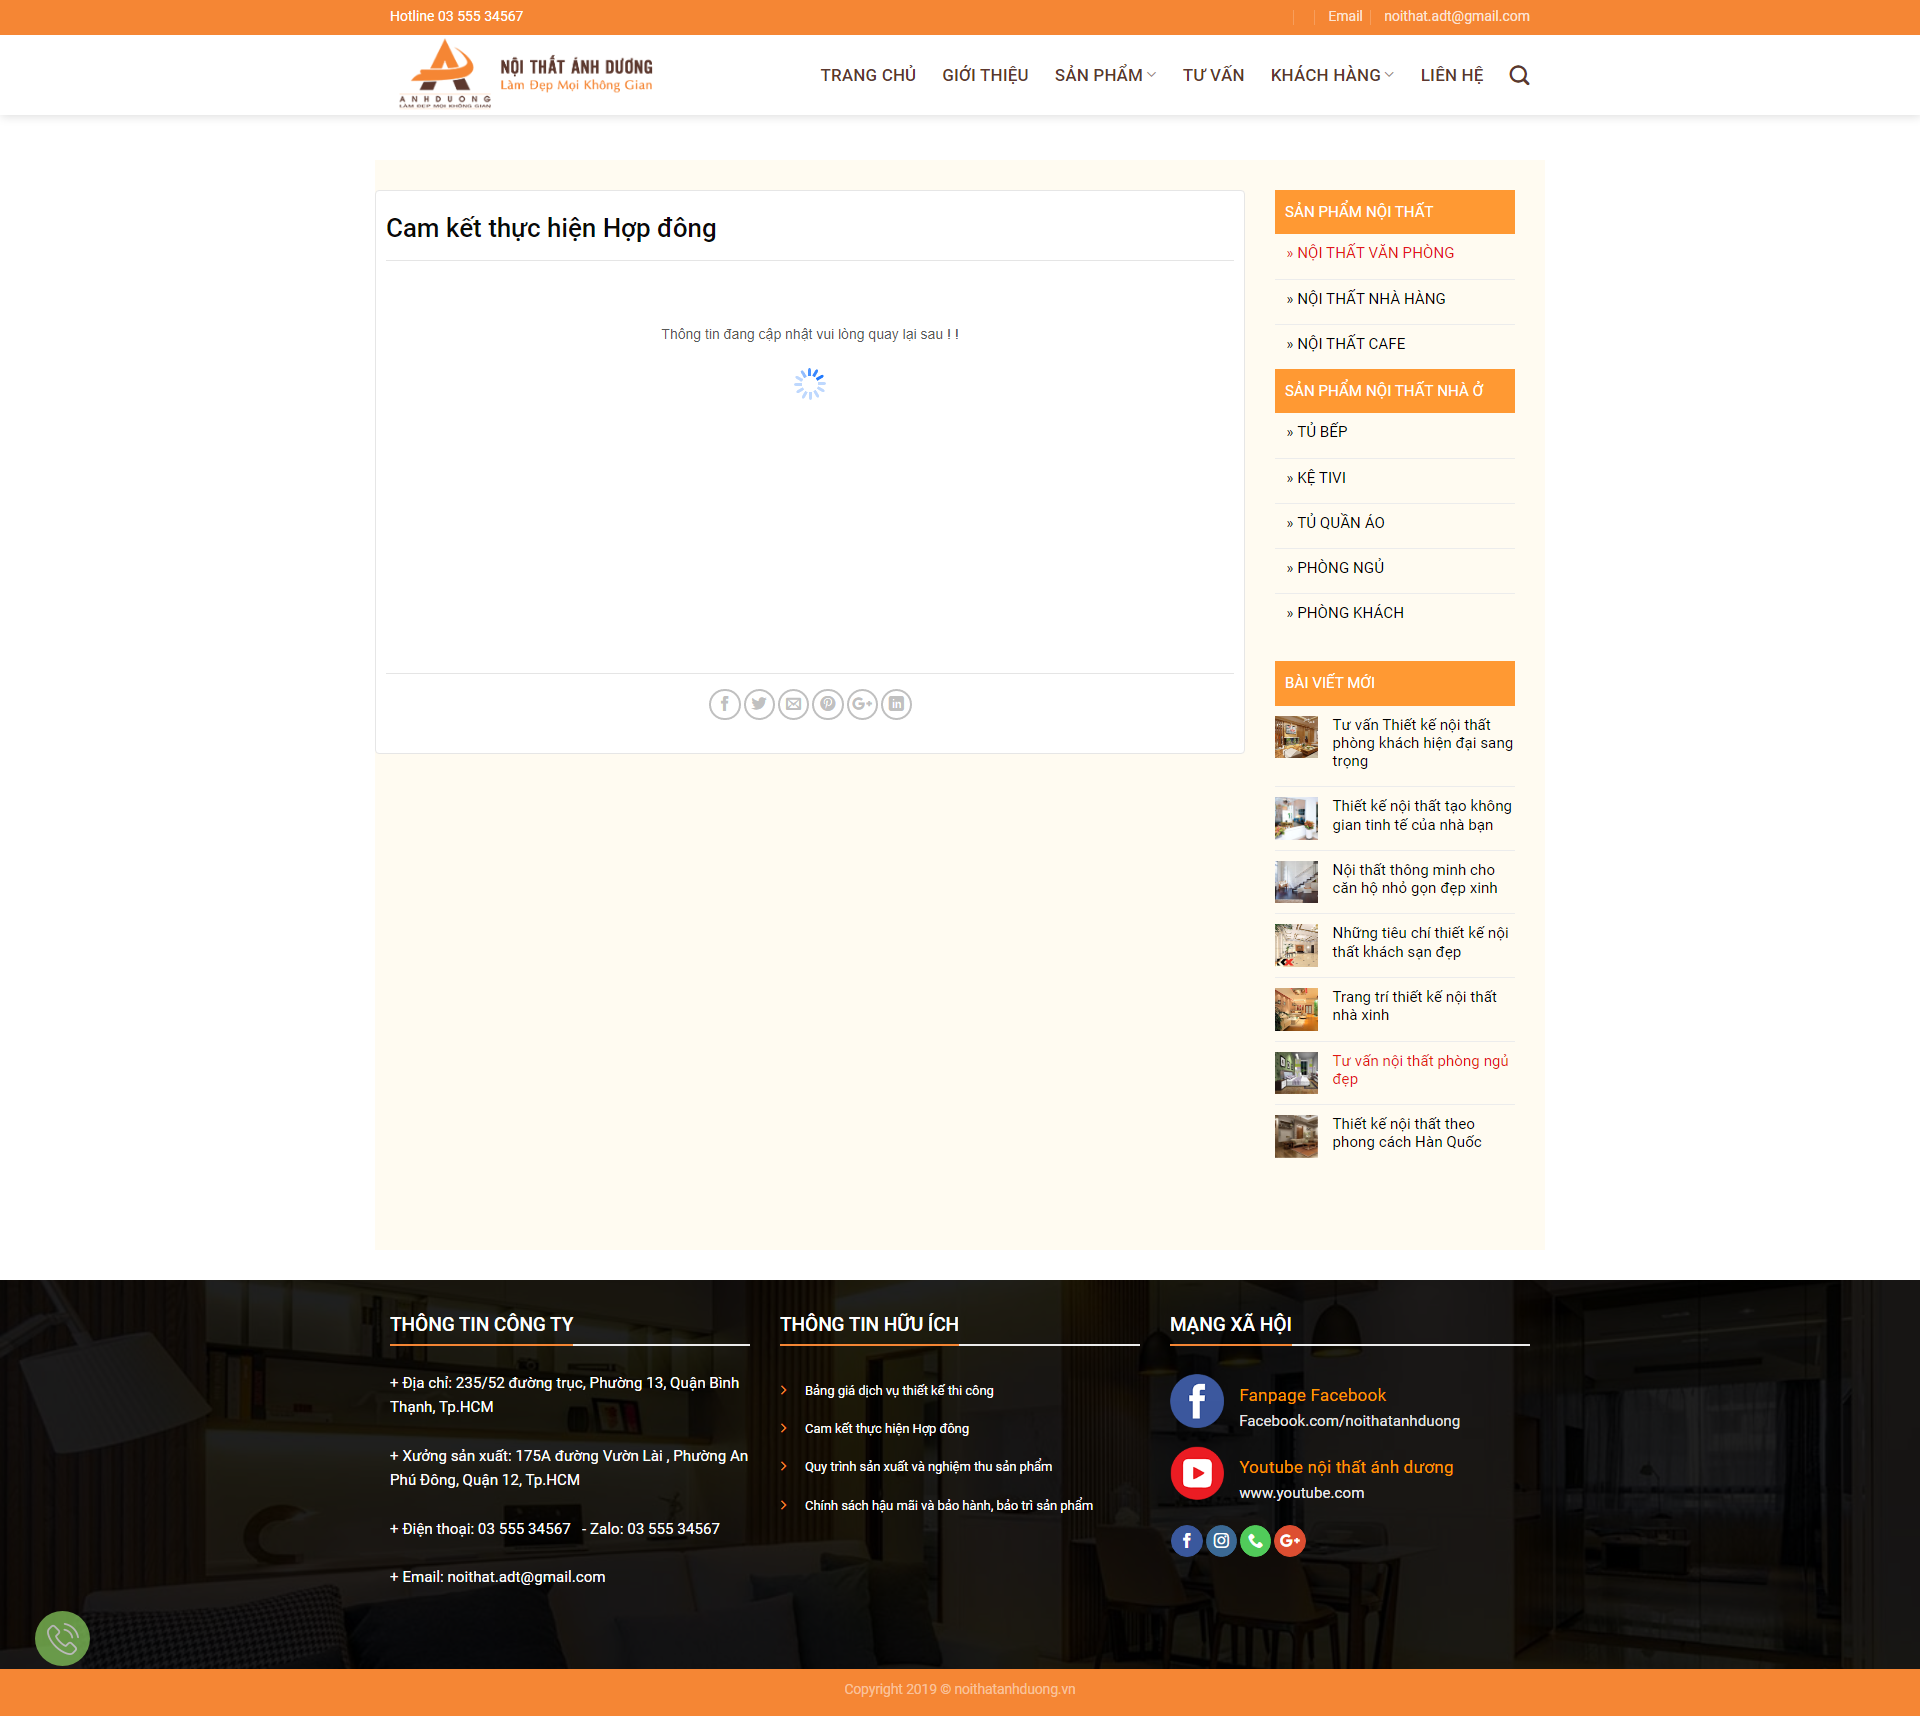 Hotline 03 555 34567
Email
noithat.adt@gmail.com
ANHDUONG
LÀM ĐẸP MỌI KHÔNG GIAN
NỘI THẤT ÁNH DƯƠNG
Làm Đẹp Mọi Không Gian
TRANG CHỦ
GIỚI THIỆU
SẢN PHẨM
TƯ VẤN
KHÁCH HÀNG
LIÊN HỆ
Cam kết thực hiện Hợp đông
Thông tin đang cập nhật vui lòng quay lại sau ! !
SẢN PHẨM NỘI THẤT
» NỘI THẤT VĂN PHÒNG
» NỘI THẤT NHÀ HÀNG
» NỘI THẤT CAFE
SẢN PHẨM NỘI THẤT NHÀ Ở
» TỦ BẾP
» KỆ TIVI
» TỦ QUẦN ÁO
» PHÒNG NGỦ
» PHÒNG KHÁCH
BÀI VIẾT MỚI
Tư vấn Thiết kế nội thất
phòng khách hiện đại sang
trọng
Thiết kế nội thất tạo không
gian tinh tế của nhà bạn
Nội thất thông minh cho
căn hộ nhỏ gọn đẹp xinh
Những tiêu chí thiết kế nội
thất khách sạn đẹp
Trang trí thiết kế nội thất
nhà xinh
Tư vấn nội thất phòng ngủ
đẹp
Thiết kế nội thất theo
phong cách Hàn Quốc
THÔNG TIN CÔNG TY
+ Địa chỉ: 235/52 đường trục, Phường 13, Quận Bình
Thạnh, Tp.HCM
+ Xưởng sản xuất: 175A đường Vườn Lài , Phường An
Phú Đông, Quận 12, Tp.HCM
+ Điện thoại: 03 555 34567 - Zalo: 03 555 34567
+ Email: noithat.adt@gmail.com
THÔNG TIN HỮU ÍCH
Bảng giá dịch vụ thiết kế thi công
Cam kết thực hiện Hợp đông
Quy trình sản xuất và nghiệm thu sản phẩm
Chính sách hậu mãi và bảo hành, bảo trì sản phẩm
MẠNG XÃ HỘI
Fanpage Facebook
Facebook.com/noithatanhduong
Youtube nội thất ánh dương
www.youtube.com
Copyright 2019 © noithatanhduong.vn